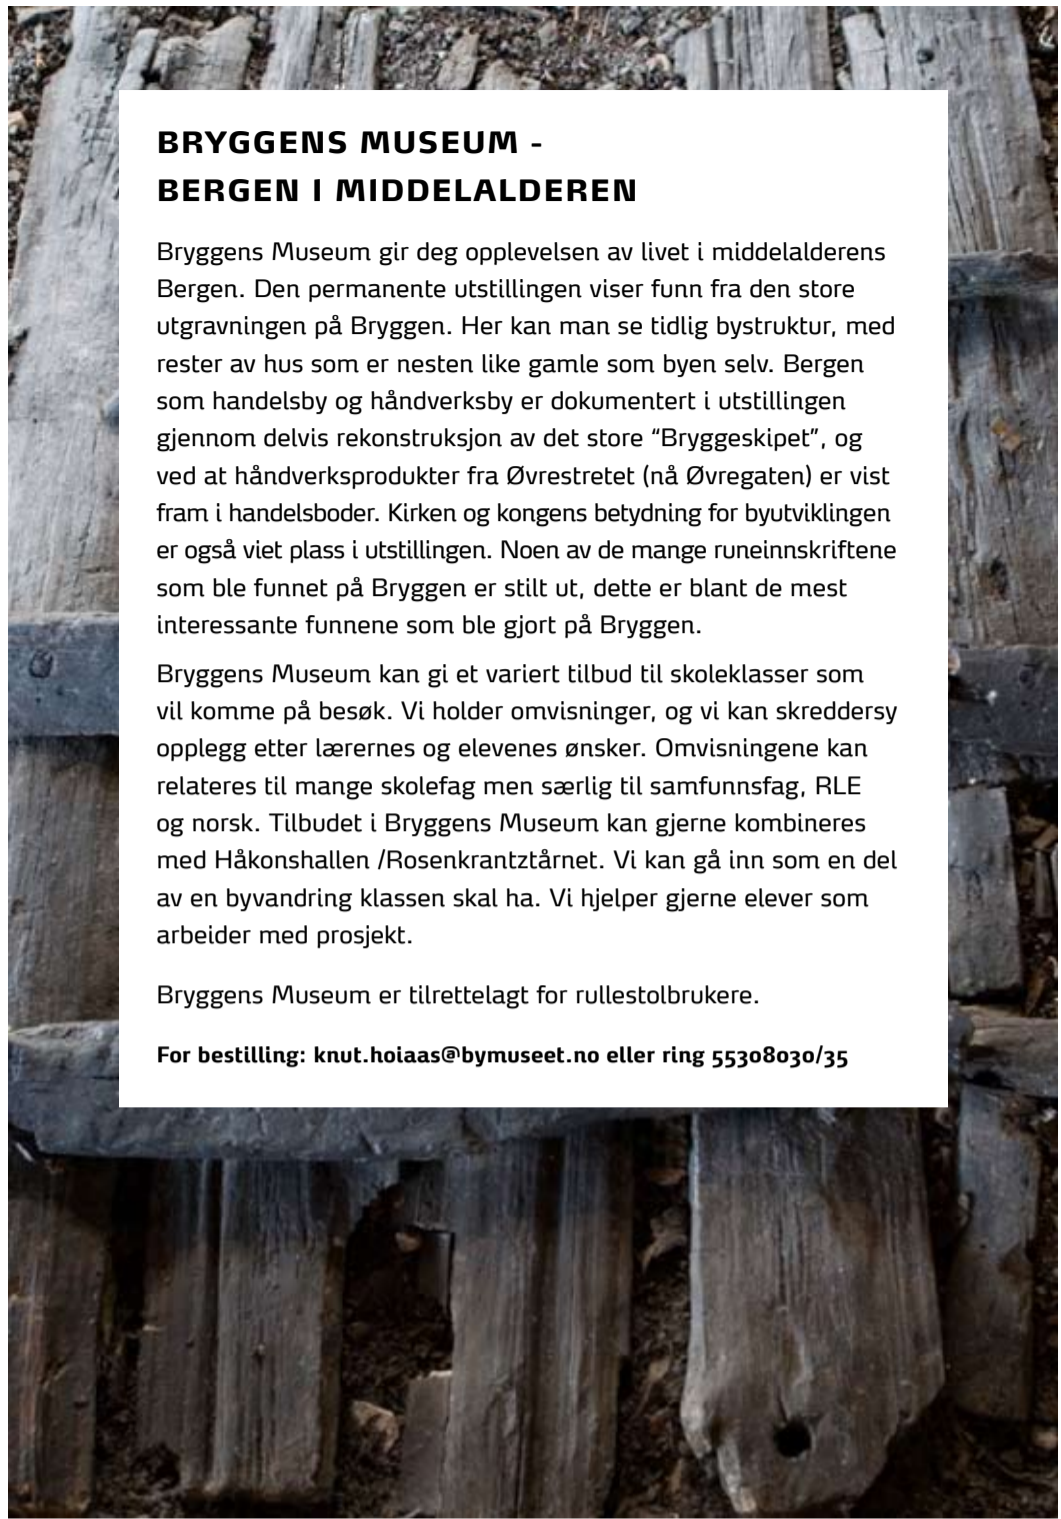 BRYGGENS MUSEUM -
BERGEN I MIDDELALDEREN
Bryggens Museum gir deg opplevelsen av livet i middelalderens
Bergen. Den permanente utstillingen viser funn fra den store
utgravningen på Bryggen. Her kan man se tidlig bystruktur, med
rester av hus som er nesten like gamle som byen selv. Bergen
som handelsby og håndverksby er dokumentert i utstillingen
gjennom delvis rekonstruksjon av det store “Bryggeskipet”, og
ved at håndverksprodukter fra Øvrestretet (nå Øvregaten) er vist
fram i handelsboder. Kirken og kongens betydning for byutviklingen
er også viet plass i utstillingen. Noen av de mange runeinnskriftene
som ble funnet på Bryggen er stilt ut, dette er blant de mest
interessante funnene som ble gjort på Bryggen.
Bryggens Museum kan gi et variert tilbud til skoleklasser som
vil komme på besøk. Vi holder omvisninger, og vi kan skreddersy
opplegg etter lærernes og elevenes ønsker. Omvisningene kan
relateres til mange skolefag men særlig til samfunnsfag, RLE
og norsk. Tilbudet i Bryggens Museum kan gjerne kombineres
med Håkonshallen /Rosenkrantztårnet. Vi kan gå inn som en del
av en byvandring klassen skal ha. Vi hjelper gjerne elever som
arbeider med prosjekt.
Bryggens Museum er tilrettelagt for rullestolbrukere.
For bestilling: knut.hoiaas@bymuseet.no eller ring 55308030/35